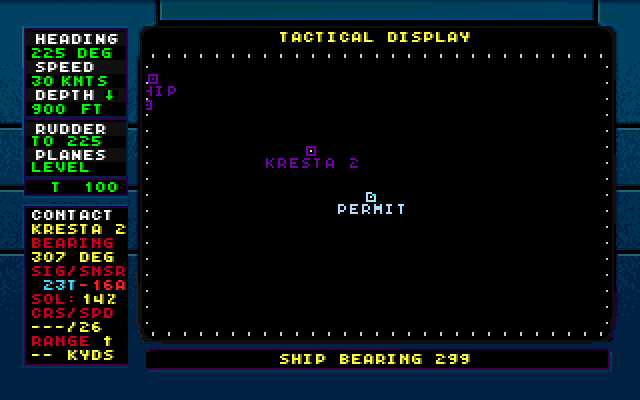 TACTICAL DISPLAY
HEADING
225 DEG
SPEED
30 KNTS
DEPTH ↓
900 FT
RUDDER
TO 225
PLANES
LEVEL
T 100
CONTACT
KRESTA 2
BEARING
307 DEG
SIG/SNSR
23T-16A
SOL: 14%
CRS/SPD
---/26
RANGE ↑
-- KYDS
HIP
KRESTA 2
PERMIT
SHIP BEARING 299